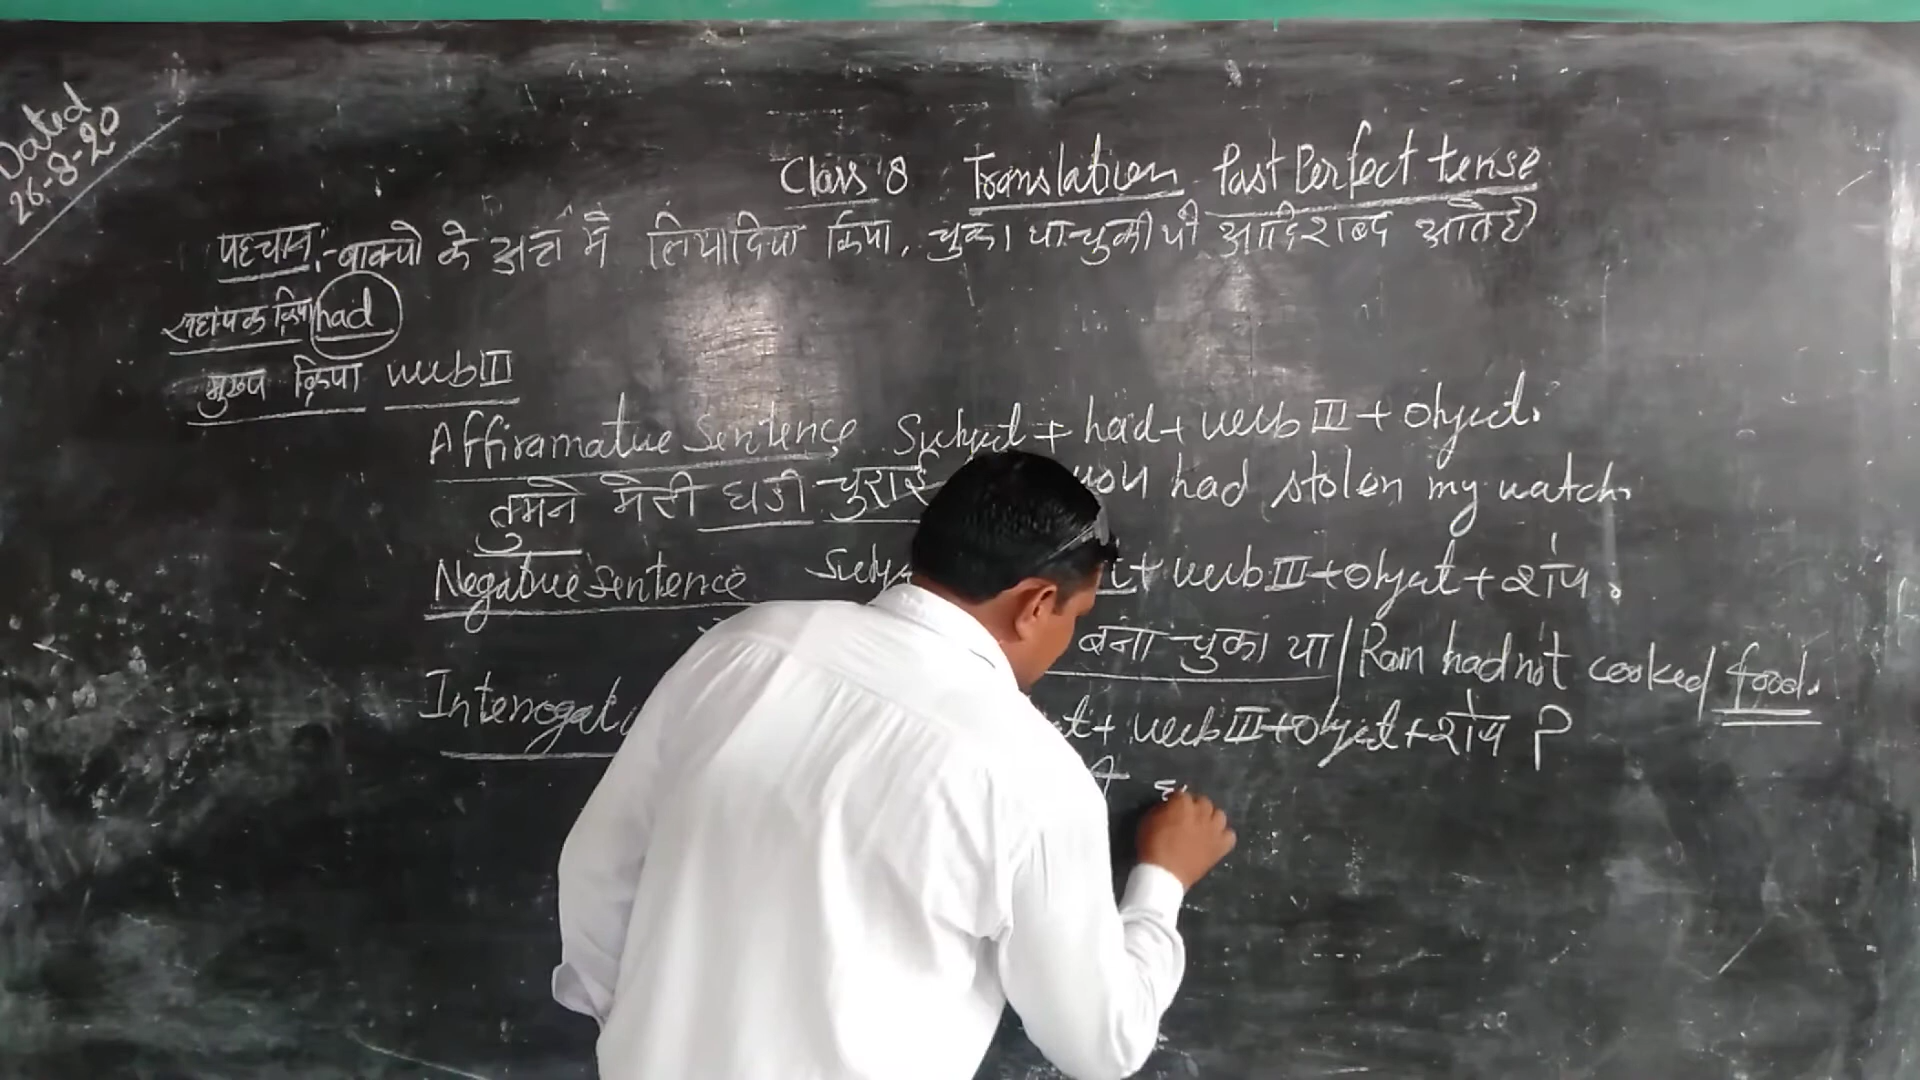 Dated
26-8-20
Class 8 Translation Past Perfect tense
पहचान:- वाक्यो के अन्त मे लिया दिया किया, चुका था चुकी थी आदि शब्द आते है
सहायक क्रिया had
मुख्य क्रिया verb III
Affiramative Sentence Subject + had + verb III + Object.
तुमने मेरी घडी चुराई you had stolen my watch.
Negative Sentence + verb III + Object + शेष.
बना चुका था / Ram had not cooked food.
+ verb III + Object + शेष ?